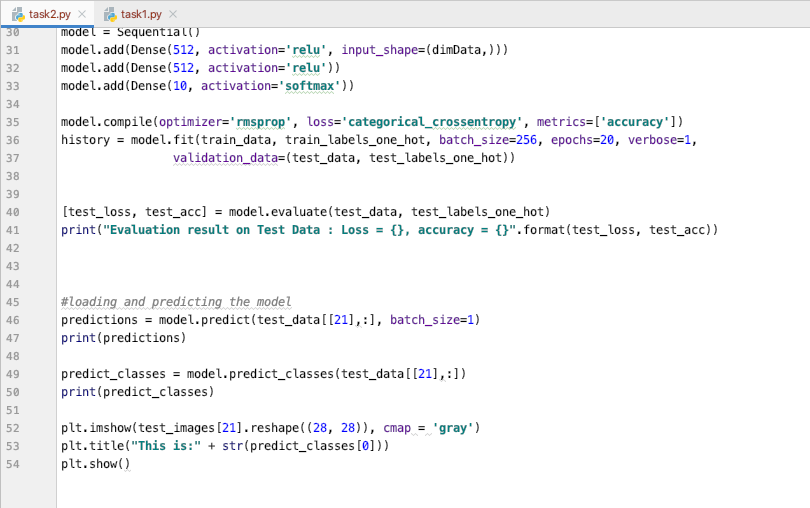 task2.py task1.py
30 model = Sequential()
31 model.add(Dense(512, activation='relu', input_shape=(dimData,)))
32 model.add(Dense(512, activation='relu'))
33 model.add(Dense(10, activation='softmax'))
34
35 model.compile(optimizer='rmsprop', loss='categorical_crossentropy', metrics=['accuracy'])
36 history = model.fit(train_data, train_labels_one_hot, batch_size=256, epochs=20, verbose=1,
37 validation_data=(test_data, test_labels_one_hot))
38
39
40 [test_loss, test_acc] = model.evaluate(test_data, test_labels_one_hot)
41 print("Evaluation result on Test Data : Loss = {}, accuracy = {}".format(test_loss, test_acc))
42
43
44
45 #loading and predicting the model
46 predictions = model.predict(test_data[[21],:], batch_size=1)
47 print(predictions)
48
49 predict_classes = model.predict_classes(test_data[[21],:])
50 print(predict_classes)
51
52 plt.imshow(test_images[21].reshape((28, 28)), cmap = 'gray')
53 plt.title("This is:" + str(predict_classes[0]))
54 plt.show()